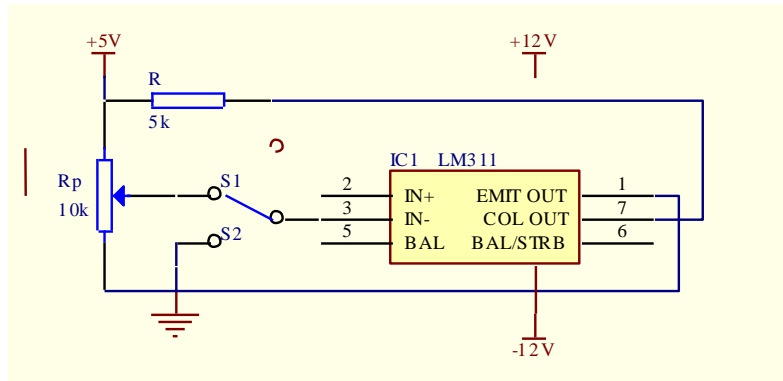 +5V
+12V
R
5k
IC1 LM311
Rp
10k
S1
S2
2
3
5
IN+
IN-
BAL
EMIT OUT
COL OUT
BAL/STRB
1
7
6
-12V